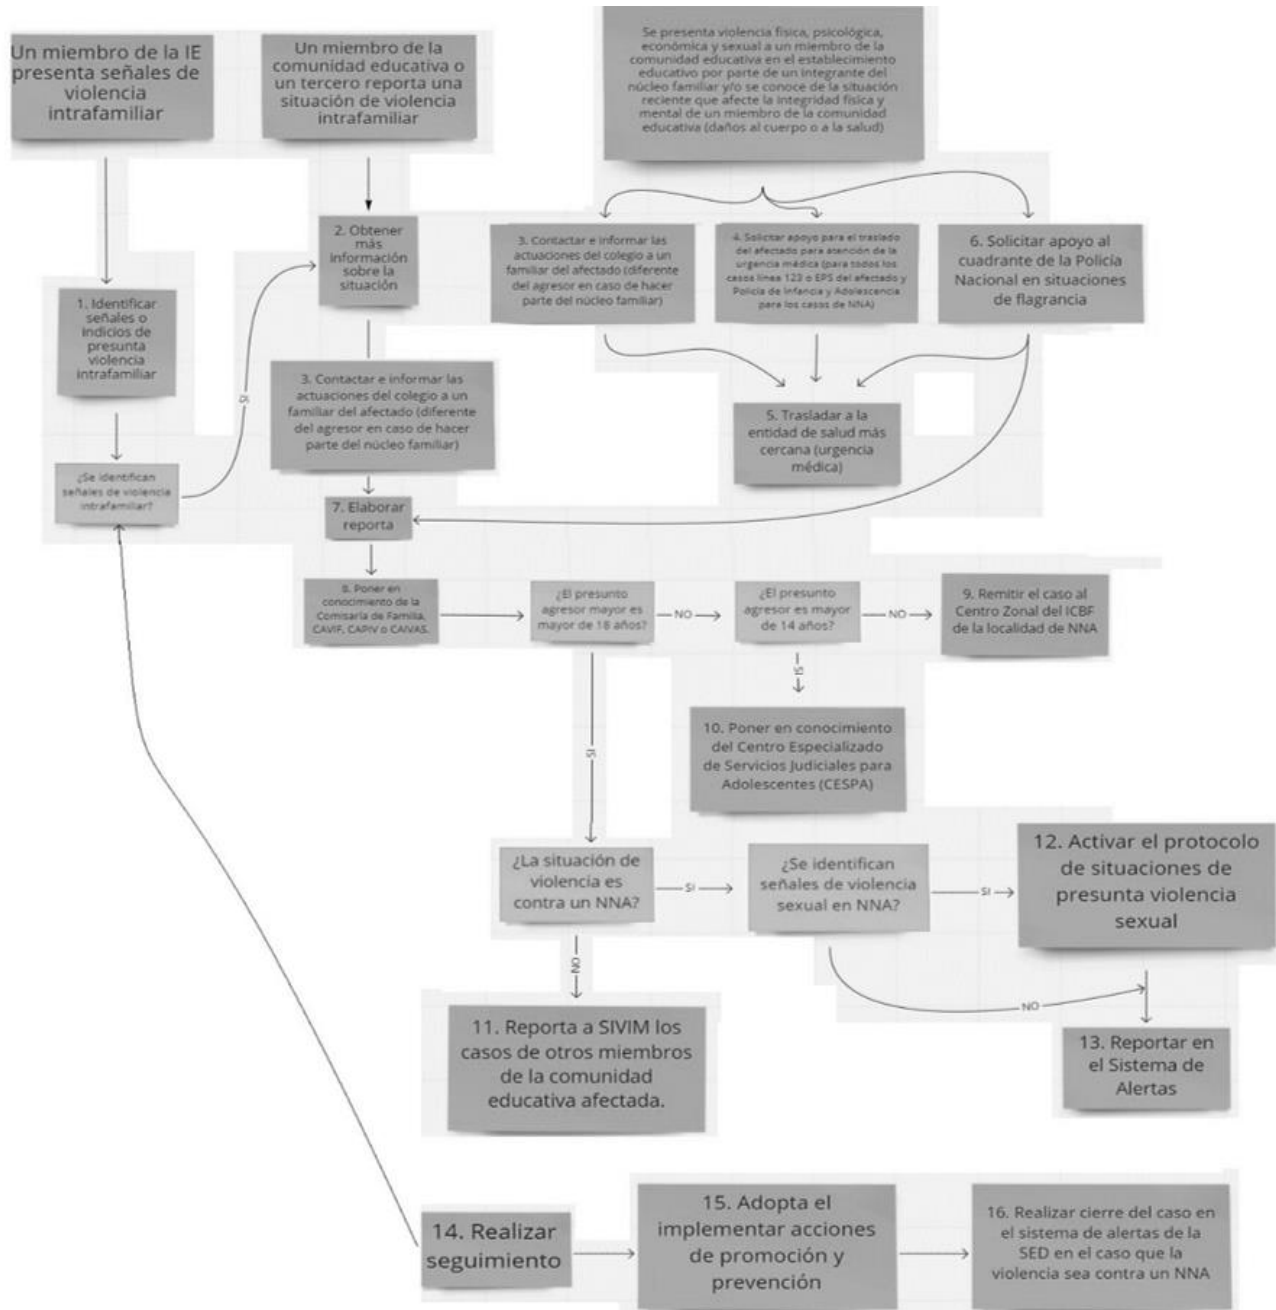 Un miembro de la IE
presenta señales de
violencia
intrafamiliar
Un miembro de la
comunidad educativa o
un tercero reporta una
situación de violencia
intrafamiliar
Se presenta violencia física, psicológica,
económica y sexual a un miembro de la
comunidad educativa en el establecimiento
educativo por parte de un integrante del
núcleo familiar y/o se conoce de la situación
reciente que afecte la integridad física y
mental de un miembro de la comunidad
educativa (daños al cuerpo o a la salud)
1. Identificar
señales o
indicios de
presunta
violencia
intrafamiliar
¿Se identifican
señales de violencia
intrafamiliar?
SI
2. Obtener
más
información
sobre la
situación
3. Contactar e informar las
actuaciones del colegio a un
familiar del afectado (diferente
del agresor en caso de hacer
parte del núcleo familiar)
3. Contactar e informar las
actuaciones del colegio a un
familiar del afectado (diferente
del agresor en caso de hacer
parte del núcleo familiar)
4. Solicitar apoyo para el traslado
del afectado para atención de la
urgencia médica (para todos los
casos línea 123 o EPS del afectado y
Policía de Infancia y Adolescencia
para los casos de NNA)
6. Solicitar apoyo al
cuadrante de la Policía
Nacional en situaciones
de flagrancia
5. Trasladar a la
entidad de salud más
cercana (urgencia
médica)
7. Elaborar
reporta
8. Poner en
conocimiento de la
Comisaría de Familia,
CAVIF, CAPIV o CAIVAS.
¿El presunto
agresor mayor es
mayor de 18 años?
NO
¿El presunto
agresor es mayor
de 14 años?
NO
9. Remitir el caso al
Centro Zonal del ICBF
de la localidad de NNA
SI
10. Poner en conocimiento
del Centro Especializado
de Servicios Judiciales para
Adolescentes (CESPA)
SI
¿La situación de
violencia es
contra un NNA?
SI
¿Se identifican
señales de violencia
sexual en NNA?
SI
12. Activar el protocolo
de situaciones de
presunta violencia
sexual
NO
NO
11. Reporta a SIVIM los
casos de otros miembros
de la comunidad
educativa afectada.
13. Reportar en
el Sistema de
Alertas
14. Realizar
seguimiento
15. Adopta el
implementar acciones
de promoción y
prevención
16. Realizar cierre del caso en
el sistema de alertas de la
SED en el caso que la
violencia sea contra un NNA